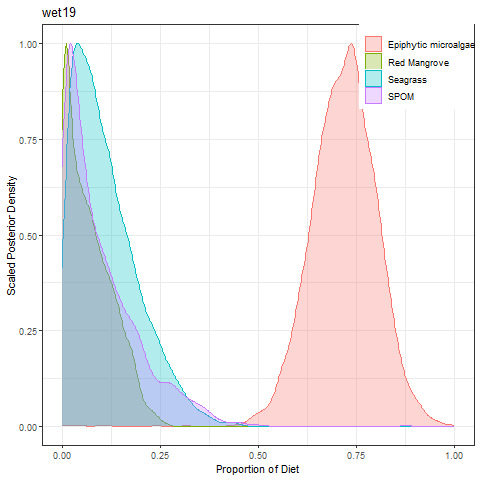 wet19
Epiphytic microalgae
Red Mangrove
Seagrass
SPOM
1.00
0.75
0.50
0.25
0.00
Scaled Posterior Density
0.00 0.25 0.50 0.75 1.00
Proportion of Diet